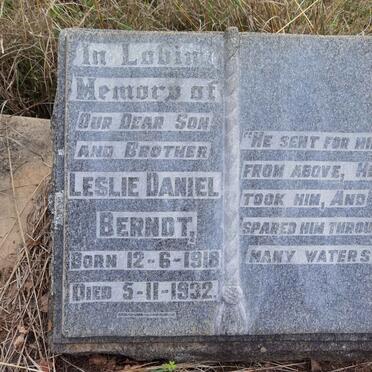 In Loving
Memory of
OUR DEAR SON
AND BROTHER
LESLIE DANIEL
BERNDT,
BORN 12-6-1918
DIED 5-11-1932.
"HE SENT FOR
FROM ABOVE, HE
TOOK HIM, AND
SPARED HIM
MANY WATERS